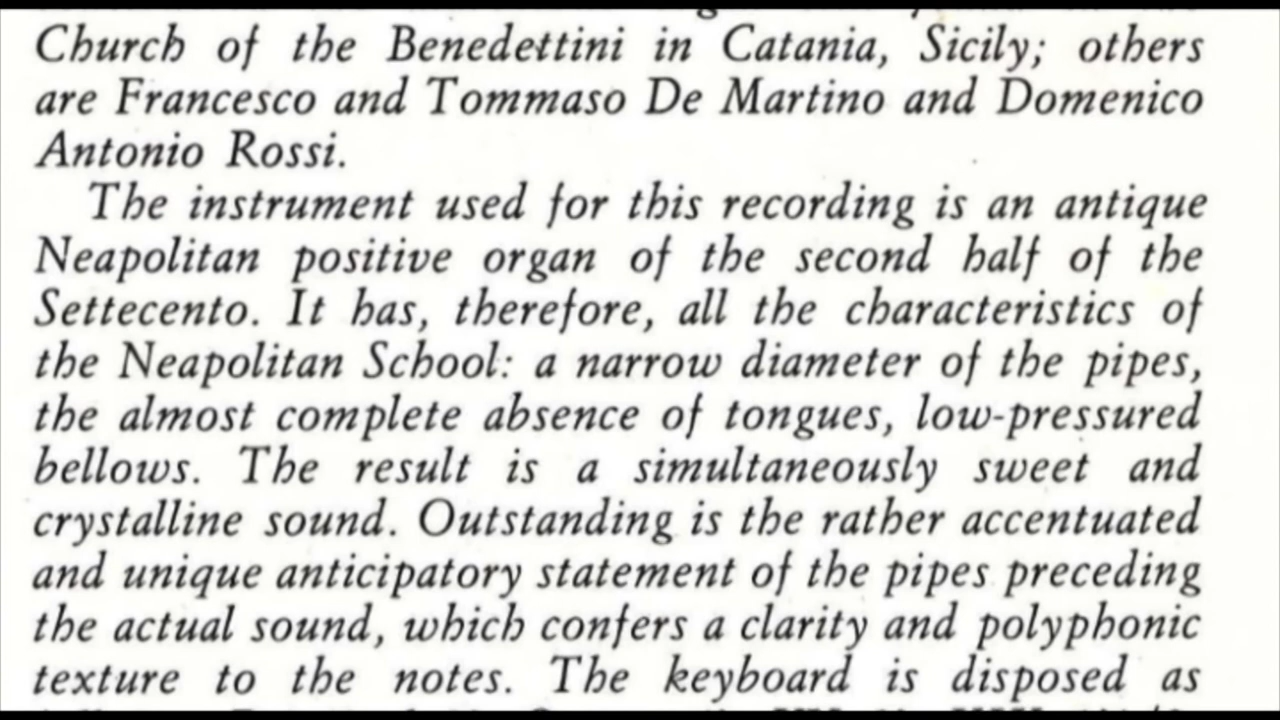 Church of the Benedettini in Catania, Sicily; others
are Francesco and Tommaso De Martino and Domenico
Antonio Rossi.
The instrument used for this recording is an antique
Neapolitan positive organ of the second half of the
Settecento. It has, therefore, all the characteristics of
the Neapolitan School: a narrow diameter of the pipes,
the almost complete absence of tongues, low-pressured
bellows. The result is a simultaneously sweet and
crystalline sound. Outstanding is the rather accentuated
and unique anticipatory statement of the pipes preceding
the actual sound, which confers a clarity and polyphonic
texture to the notes. The keyboard is disposed as